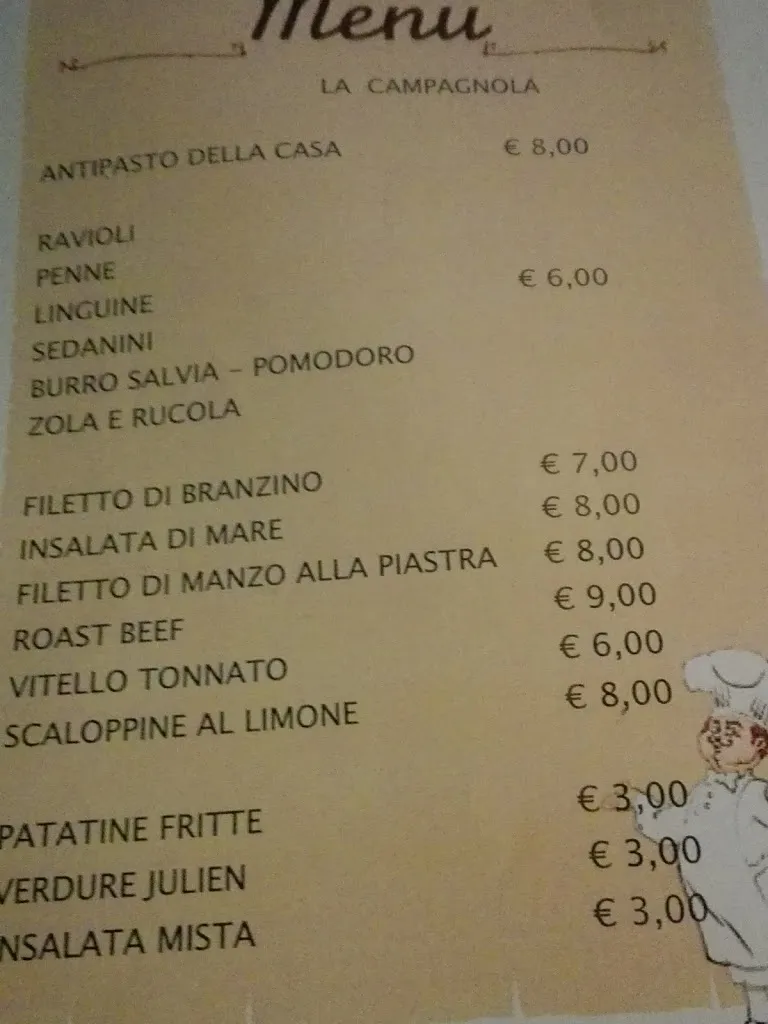 Menu
LA CAMPAGNOLA
ANTIPASTO DELLA CASA € 8,00
RAVIOLI
PENNE € 6,00
LINGUINE
SEDANINI
BURRO SALVIA – POMODORO
ZOLA E RUCOLA
FILETTO DI BRANZINO € 7,00
INSALATA DI MARE € 8,00
FILETTO DI MANZO ALLA PIASTRA € 8,00
ROAST BEEF € 9,00
VITELLO TONNATO € 6,00
SCALOPPINE AL LIMONE € 8,00
PATATINE FRITTE € 3,00
VERDURE JULIEN € 3,00
NSALATA MISTA € 3,00